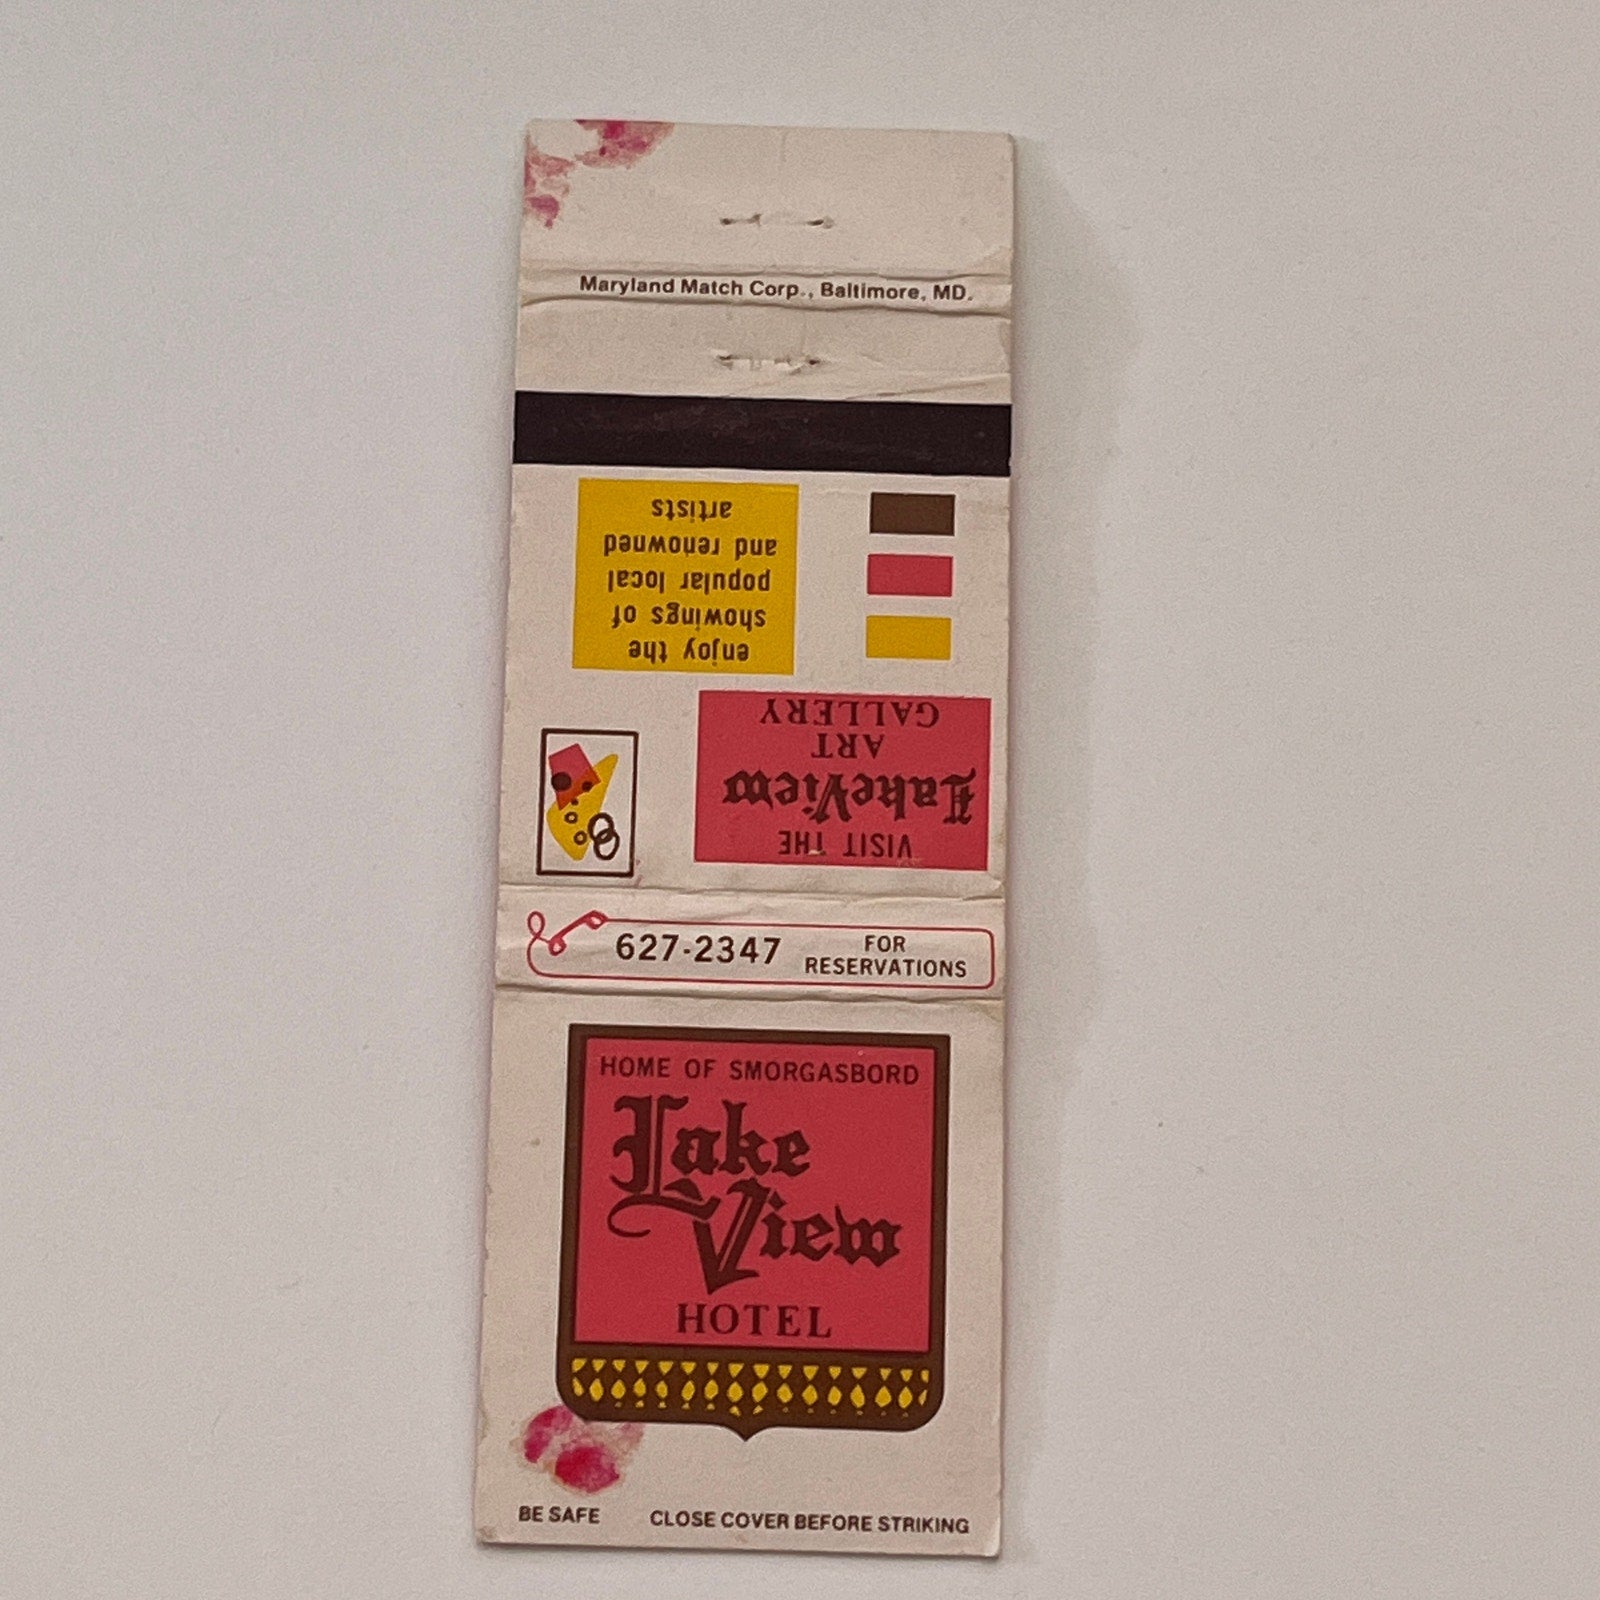 Maryland Match Corp., Baltimore, MD.
VISIT THE
LakeView
ART
GALLERY
enjoy the
showings of
popular local
and renowned
artists
627-2347
FOR
RESERVATIONS
HOME OF SMORGASBORD
Lake
View
HOTEL
BE SAFE CLOSE COVER BEFORE STRIKING